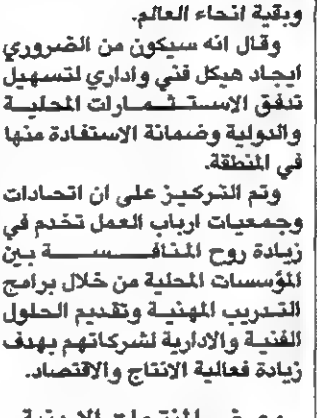 وبقية انحاء العالم.
وقال انه سيكون من الضروري
ايجاد هيكل فني واداري لتسهيل
تدفق الاستثمارات المحلية
والدولية وضمانة الاستفادة منها
في المنطقة.
وتم التركيز على ان اتحادات
وجمعيات ارباب العمل تخدم في
زيادة روح المنافسة بين
المؤسسات المحلية من خلال برامج
التدريب المهنية وتقديم الحلول
الفنية والادارية لشركاتهم بهدف
زيادة فعالية الانتاج والاقتصاد.